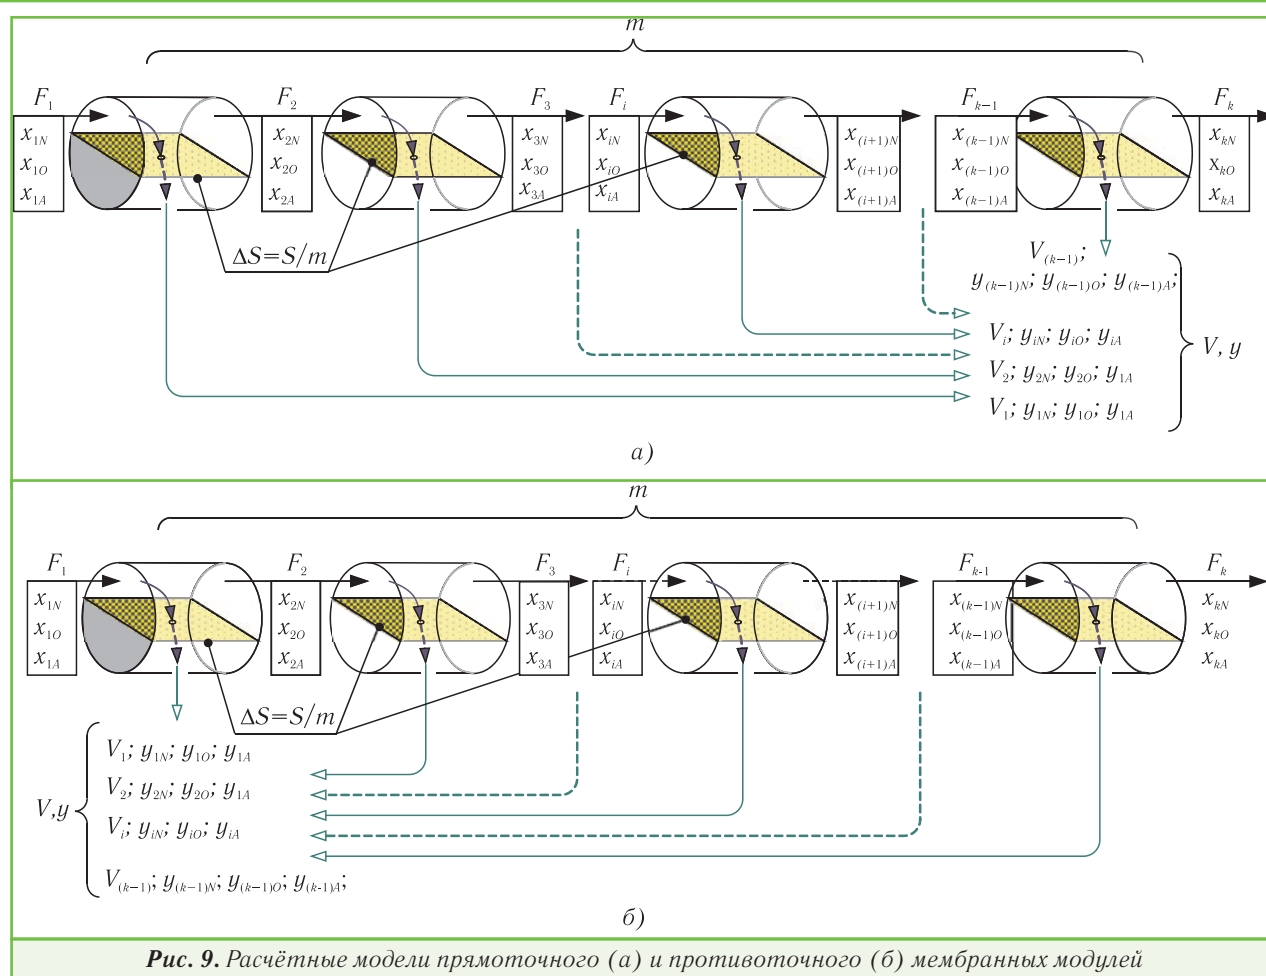 m
F₁ F₂ F₃ Fᵢ F₍k−1₎ Fₖ
x₁N x₂N x₃N xᵢN x(i+1)N x(k−1)N xₖN
x₁O x₂O x₃O xᵢO x(i+1)O x(k−1)O xₖO
x₁A x₂A x₃A xᵢA x(i+1)A x(k−1)A xₖA
ΔS=S/m
V(k−1);
y(k−1)N; y(k−1)O; y(k−1)A;
Vᵢ; yᵢN; yᵢO; yᵢA
V₂; y₂N; y₂O; y₁A
V₁; y₁N; y₁O; y₁A
V, y
а)
m
F₁ F₂ F₃ Fᵢ F₍k-1₎ Fₖ
x₁N x₂N x₃N xᵢN x(i+1)N x(k−1)N xₖN
x₁O x₂O x₃O xᵢO x(i+1)O x(k−1)O xₖO
x₁A x₂A x₃A xᵢA x(i+1)A x(k−1)A xₖA
ΔS=S/m
V₁; y₁N; y₁O; y₁A
V₂; y₂N; y₂O; y₁A
Vᵢ; yᵢN; yᵢO; yᵢA
V(k−1); y(k−1)N; y(k−1)O; y(k-1)A;
V,y
б)
Рис. 9. Расчётные модели прямоточного (а) и противоточного (б) мембранных модулей